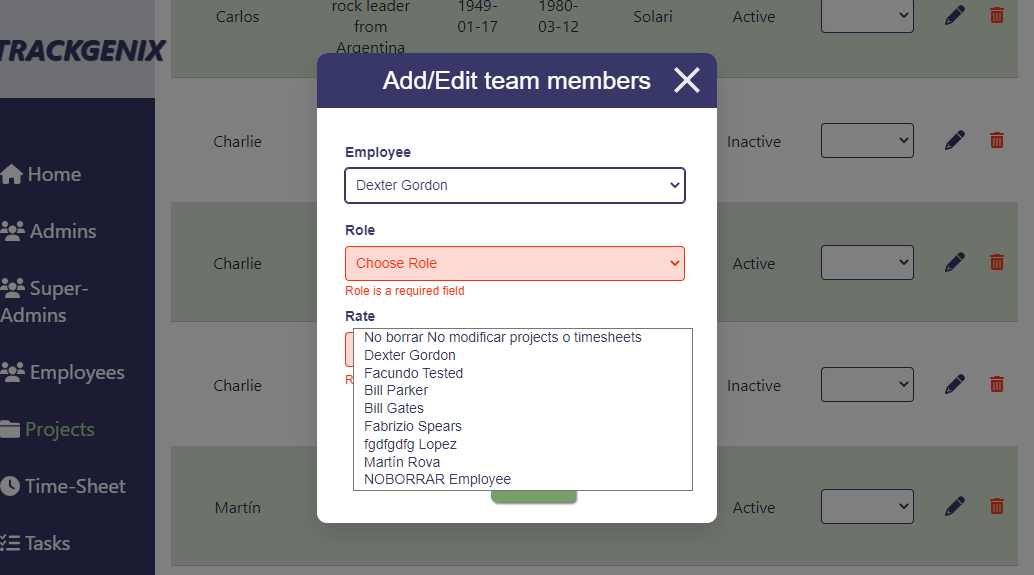 TRACKGENIX
Home
Admins
Super-
Admins
Employees
Projects
Time-Sheet
Tasks
Carlos
rock leader
from
Argentina
1949-
01-17
1980-
03-12
Solari
Active
Charlie
Inactive
Charlie
Active
Charlie
Inactive
Martín
Active
Add/Edit team members
Employee
Dexter Gordon
Role
Choose Role
Role is a required field
Rate
R
No borrar No modificar projects o timesheets
Dexter Gordon
Facundo Tested
Bill Parker
Bill Gates
Fabrizio Spears
fgdfgdfg Lopez
Martín Rova
NOBORRAR Employee